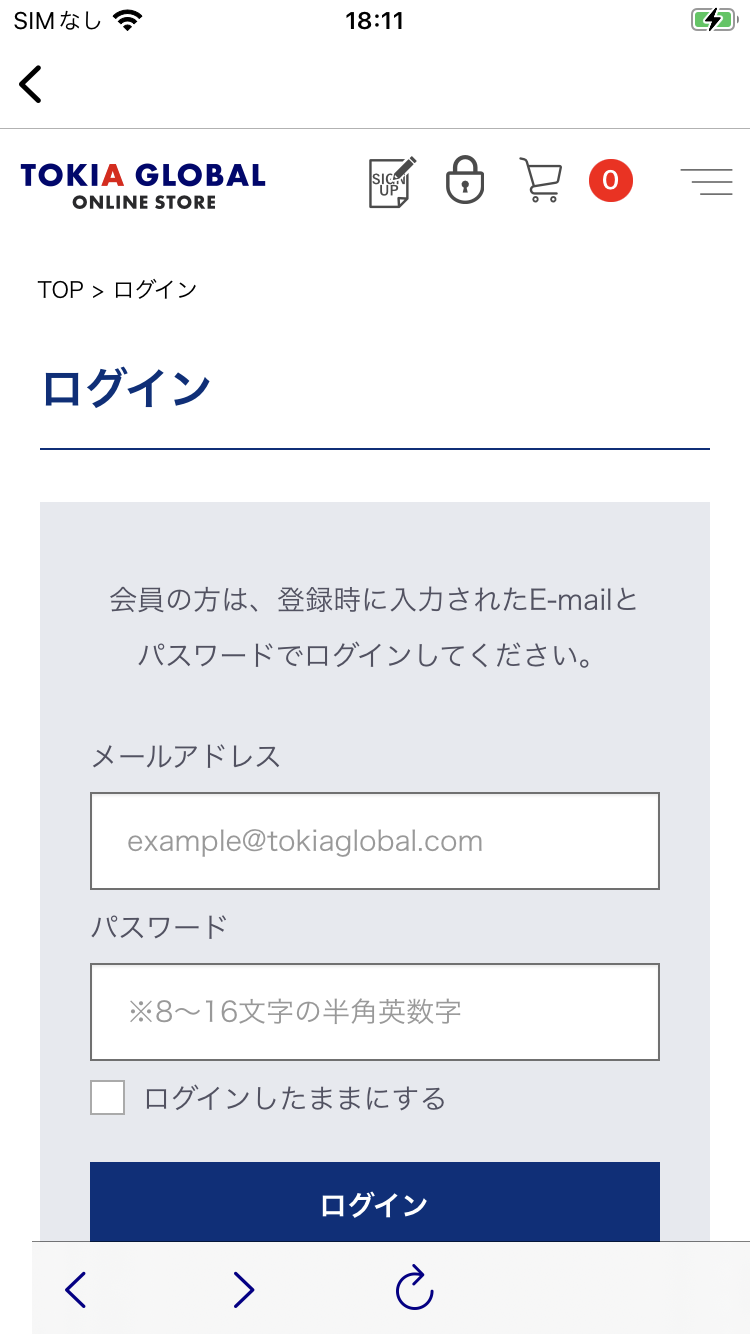 SIMなし
18:11
TOKIA GLOBAL
ONLINE STORE
SIGN
UP
0
TOP > ログイン
ログイン
会員の方は、登録時に入力されたE-mailと
パスワードでログインしてください。
メールアドレス
example@tokiaglobal.com
パスワード
※8〜16文字の半角英数字
ログインしたままにする
ログイン